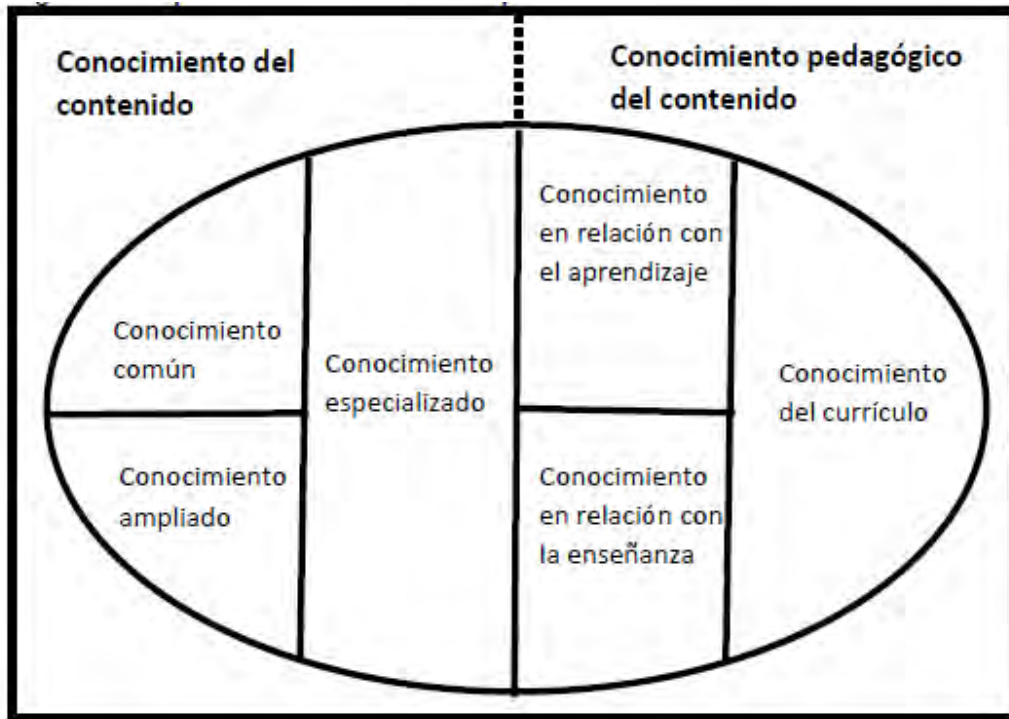 Conocimiento del
contenido
Conocimiento pedagógico
del contenido
Conocimiento
común
Conocimiento
ampliado
Conocimiento
especializado
Conocimiento
en relación con
el aprendizaje
Conocimiento
en relación con
la enseñanza
Conocimiento
del currículo